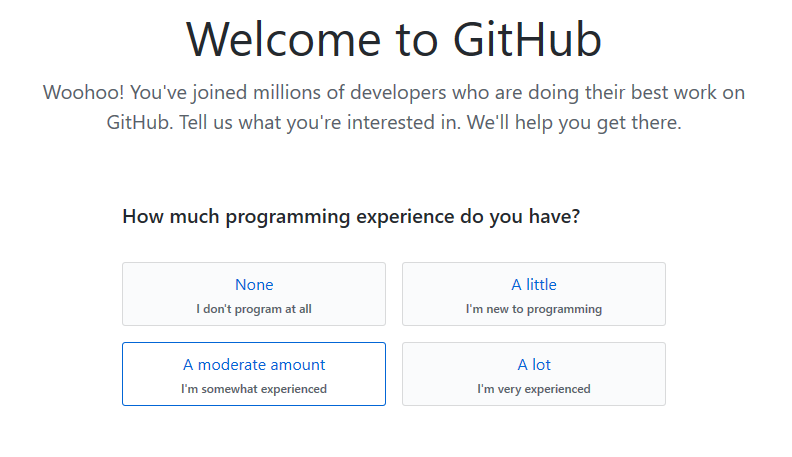 Welcome to GitHub
Woohoo! You've joined millions of developers who are doing their best work on
GitHub. Tell us what you're interested in. We'll help you get there.
How much programming experience do you have?
None
I don't program at all
A little
I'm new to programming
A moderate amount
I'm somewhat experienced
A lot
I'm very experienced